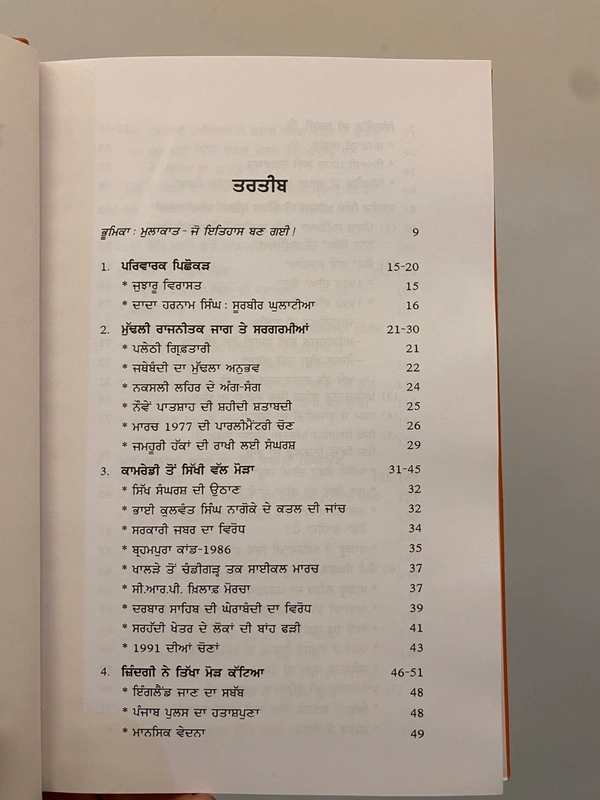 ਤਰਤੀਬ
ਭੂਮਿਕਾ : ਮੁਲਾਕਾਤ - ਜੋ ਇਤਿਹਾਸ ਬਣ ਗਈ! 9
1. ਪਰਿਵਾਰਕ ਪਿਛੋਕੜ 15-20
* ਜੁਝਾਰੂ ਵਿਰਾਸਤ 15
* ਦਾਦਾ ਹਰਨਾਮ ਸਿੰਘ : ਸੂਰਬੀਰ ਘੁਲਾਟੀਆ 16
2. ਮੁੱਢਲੀ ਰਾਜਨੀਤਕ ਜਾਗ ਤੇ ਸਰਗਰਮੀਆਂ 21-30
* ਪਲੇਠੀ ਗ੍ਰਿਫ਼ਤਾਰੀ 21
* ਜਥੇਬੰਦੀ ਦਾ ਮੁੱਢਲਾ ਅਨੁਭਵ 22
* ਨਕਸਲੀ ਲਹਿਰ ਦੇ ਅੰਗ-ਸੰਗ 24
* ਨੌਵੇਂ ਪਾਤਸ਼ਾਹ ਦੀ ਸ਼ਹੀਦੀ ਸ਼ਤਾਬਦੀ 25
* ਮਾਰਚ 1977 ਦੀ ਪਾਰਲੀਮੈਂਟਰੀ ਚੋਣ 26
* ਜਮਹੂਰੀ ਹੱਕਾਂ ਦੀ ਰਾਖੀ ਲਈ ਸੰਘਰਸ਼ 29
3. ਕਾਮਰੇਡੀ ਤੋਂ ਸਿੱਖੀ ਵੱਲ ਮੋੜਾ 31-45
* ਸਿੱਖ ਸੰਘਰਸ਼ ਦੀ ਉਠਾਣ 32
* ਭਾਈ ਕੁਲਵੰਤ ਸਿੰਘ ਨਾਗੋਕੇ ਦੇ ਕਤਲ ਦੀ ਜਾਂਚ 32
* ਸਰਕਾਰੀ ਜਬਰ ਦਾ ਵਿਰੋਧ 34
* ਬ੍ਰਹਮਪੁਰਾ ਕਾਂਡ-1986 35
* ਖਾਲੜੇ ਤੋਂ ਚੰਡੀਗੜ੍ਹ ਤਕ ਸਾਈਕਲ ਮਾਰਚ 37
* ਸੀ.ਆਰ.ਪੀ. ਖ਼ਿਲਾਫ਼ ਮੋਰਚਾ 37
* ਦਰਬਾਰ ਸਾਹਿਬ ਦੀ ਘੇਰਾਬੰਦੀ ਦਾ ਵਿਰੋਧ 39
* ਸਰਹੱਦੀ ਖੇਤਰ ਦੇ ਲੋਕਾਂ ਦੀ ਬਾਂਹ ਫੜੀ 41
* 1991 ਦੀਆਂ ਚੋਣਾਂ 43
4. ਜ਼ਿੰਦਗੀ ਨੇ ਤਿੱਖਾ ਮੋੜ ਕੱਟਿਆ 46-51
* ਇੰਗਲੈਂਡ ਜਾਣ ਦਾ ਸਬੱਬ 48
* ਪੰਜਾਬ ਪੁਲਸ ਦਾ ਹਤਾਸ਼ਪੁਣਾ 48
* ਮਾਨਸਿਕ ਵੇਦਨਾ 49